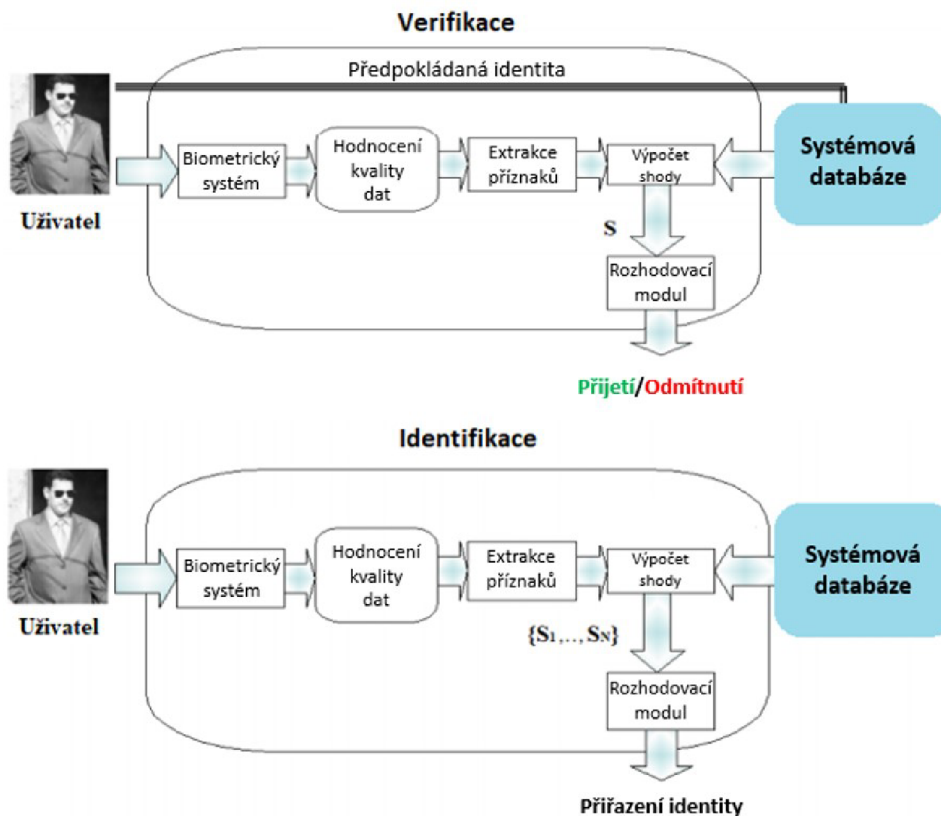 Verifikace
Předpokládaná identita
Biometrický
systém
Hodnocení
kvality
dat
Extrakce
příznaků
Výpočet
shody
Systémová
databáze
Uživatel
S
Rozhodovací
modul
Přijetí/Odmítnutí
Identifikace
Biometrický
systém
Hodnocení
kvality
dat
Extrakce
příznaků
Výpočet
shody
Systémová
databáze
Uživatel
{S1,..,SN}
Rozhodovací
modul
Přiřazení identity